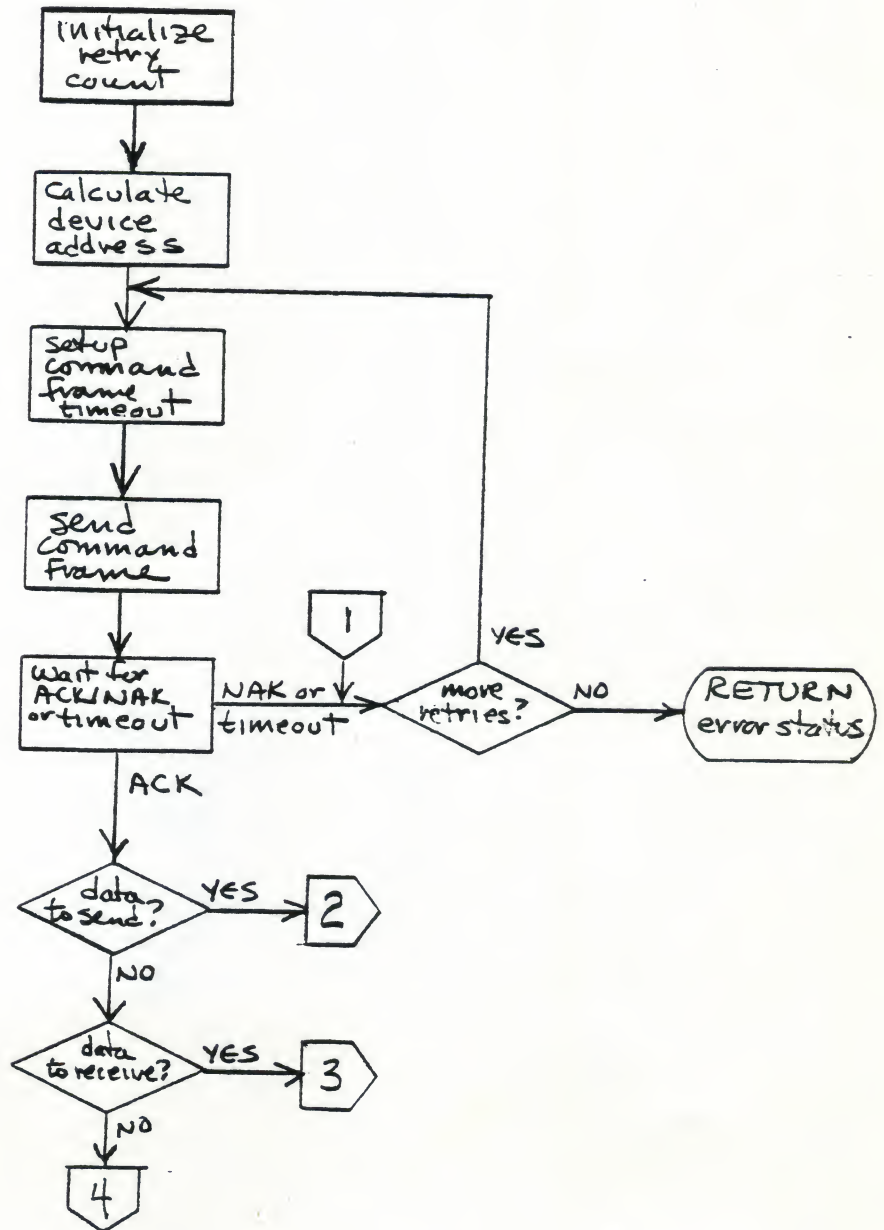 initialize
retry
count
calculate
device
address
setup
command
frame
timeout
send
command
frame
wait for
ACK/NAK
or timeout
NAK or
timeout
1
more
retries?
YES
NO
RETURN
error status
ACK
data
to send?
YES
2
NO
data
to receive?
YES
3
NO
4